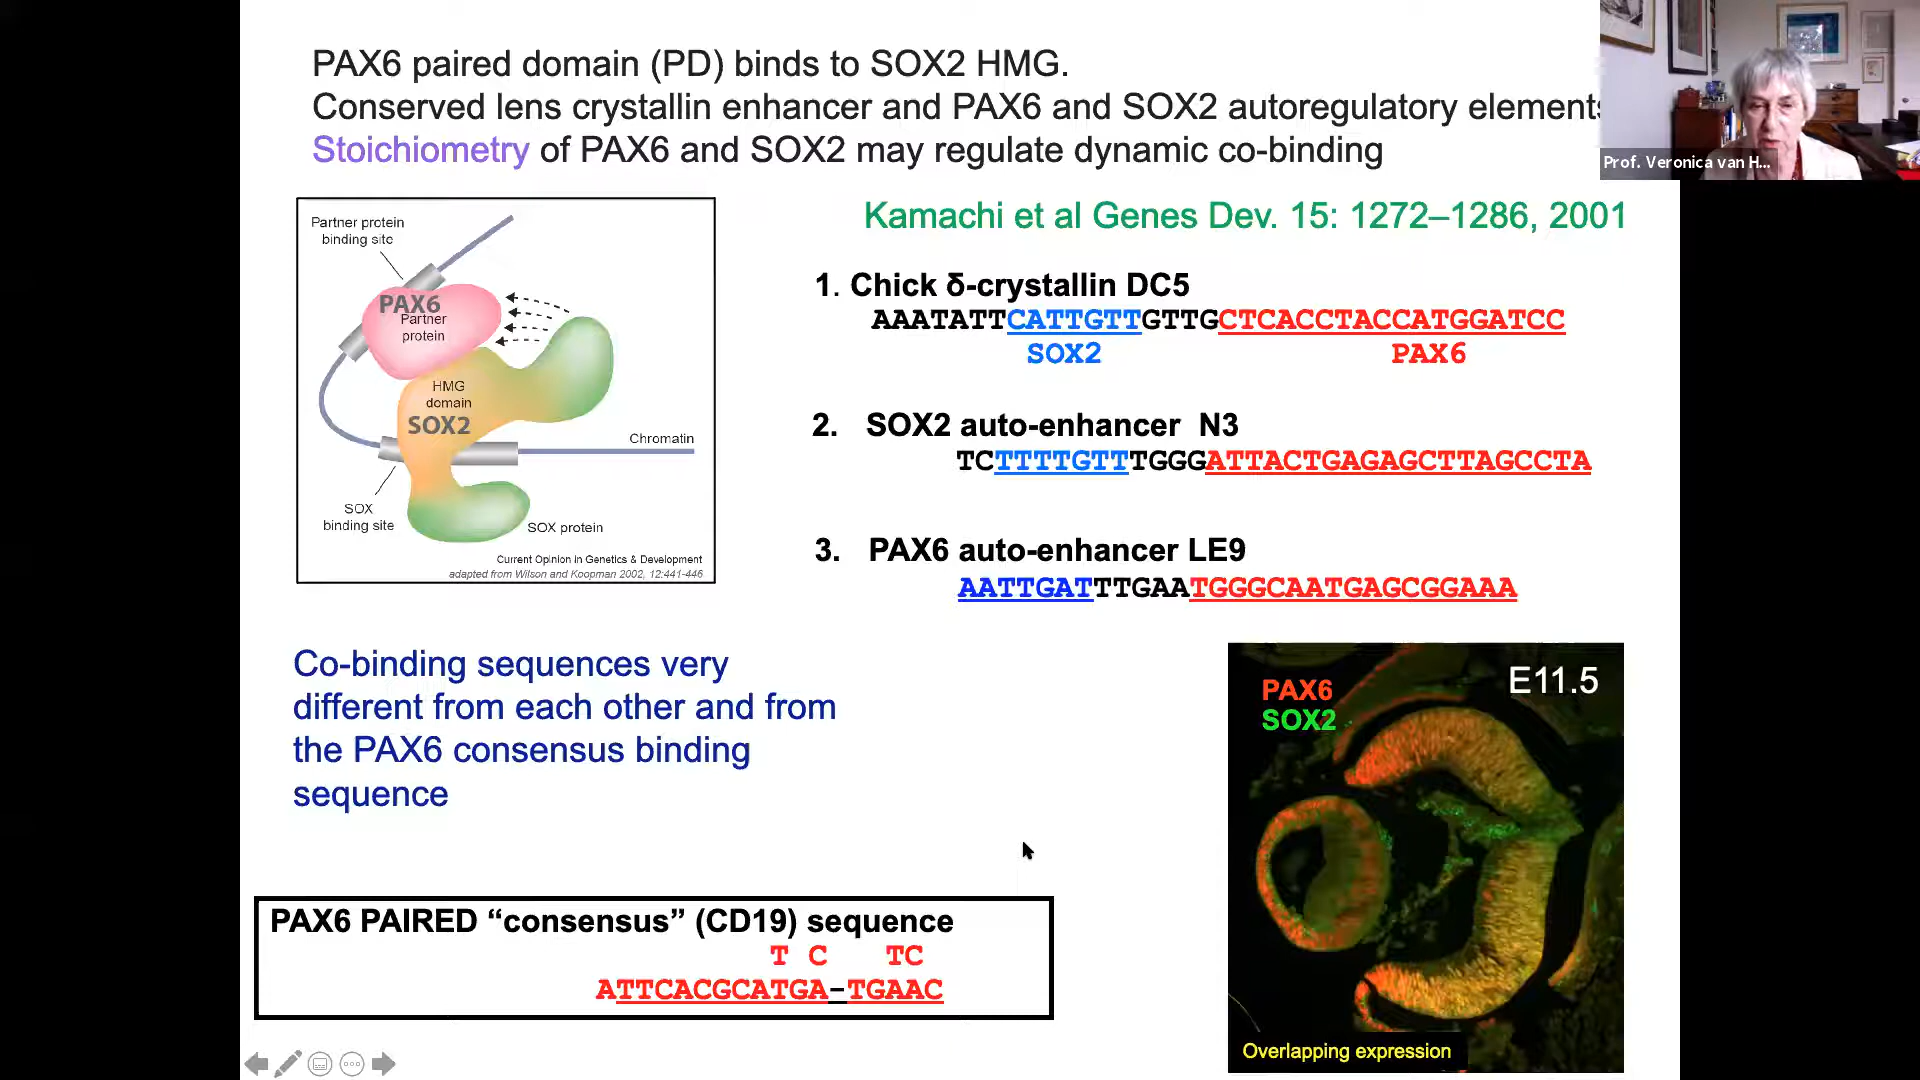 PAX6 paired domain (PD) binds to SOX2 HMG.
Conserved lens crystallin enhancer and PAX6 and SOX2 autoregulatory elements
Stoichiometry of PAX6 and SOX2 may regulate dynamic co-binding
Prof. Veronica van H...
Kamachi et al Genes Dev. 15: 1272–1286, 2001
Partner protein
binding site
PAX6
Partner
protein
HMG
domain
SOX2
Chromatin
SOX
binding site
SOX protein
Current Opinion in Genetics & Development
adapted from Wilson and Koopman 2002, 12:441-446
1. Chick δ-crystallin DC5
AAATATTCATTGTTGTTGCTCACCTACCATGGATCC
SOX2 PAX6
2. SOX2 auto-enhancer N3
TCTTTTGTTTGGGATTACTGAGAGCTTAGCCTA
3. PAX6 auto-enhancer LE9
AATTGATTTGAATGGGCAATGAGCGGAAA
Co-binding sequences very
different from each other and from
the PAX6 consensus binding
sequence
PAX6 PAIRED “consensus” (CD19) sequence
T C TC
ATTCACGCATGA-TGAAC
PAX6
SOX2
E11.5
Overlapping expression